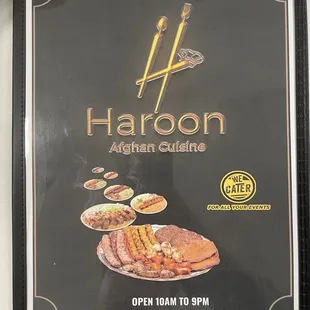 Haroon
Afghan Cuisine
WE
CATER
FOR ALL YOUR EVENTS
OPEN 10AM TO 9PM